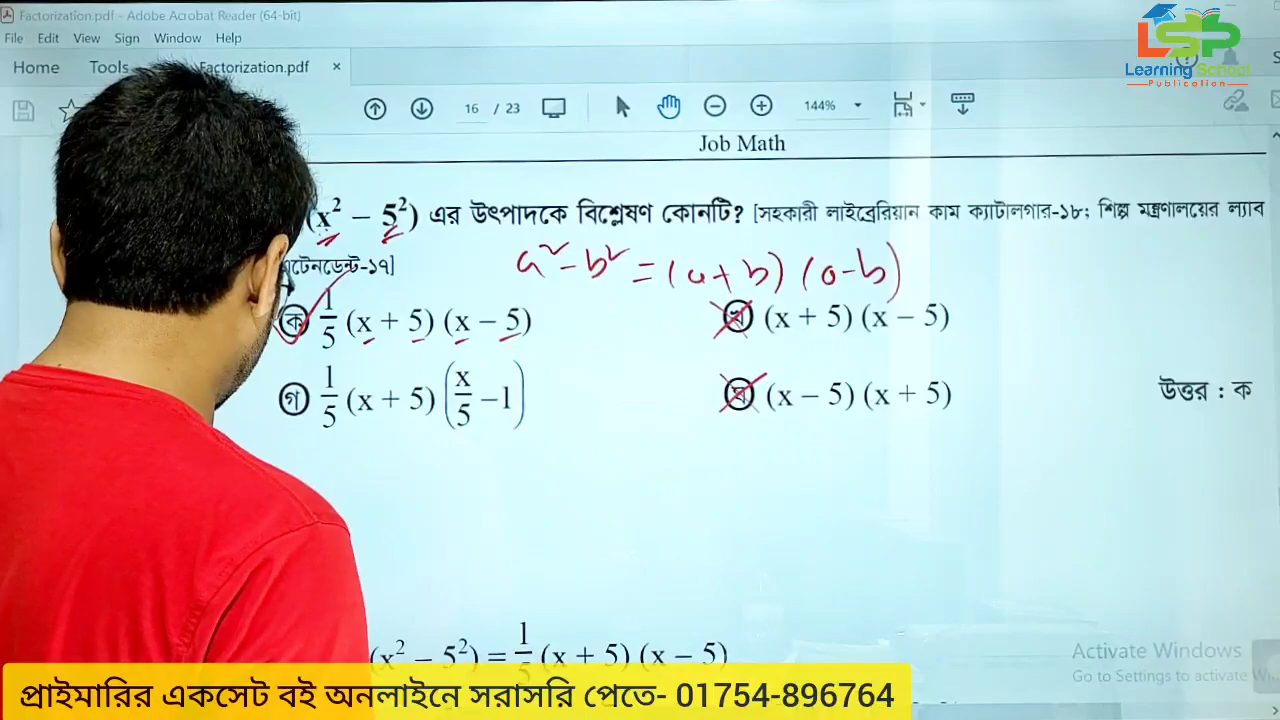 Factorization.pdf - Adobe Acrobat Reader (64-bit)
File Edit View Sign Window Help
Home Tools Factorization.pdf ×
16 / 23 144%
LSP
Learning School
Publication
Job Math
(x² − 5²) এর উৎপাদকে বিশ্লেষণ কোনটি? [সহকারী লাইব্রেরিয়ান কাম ক্যাটালগার-১৮; শিল্প মন্ত্রণালয়ের ল্যাব
এটেনডেন্ট-১৭]
a² − b² = (a + b) (a − b)
ক 1/5 (x + 5) (x − 5)
খ (x + 5) (x − 5)
গ 1/5 (x + 5) (x/5 − 1)
ঘ (x − 5) (x + 5)
উত্তর : ক
(x² − 5²) = 1/5 (x + 5) (x − 5)
Activate Windows
Go to Settings to activate
প্রাইমারির একসেট বই অনলাইনে সরাসরি পেতে- 01754-896764